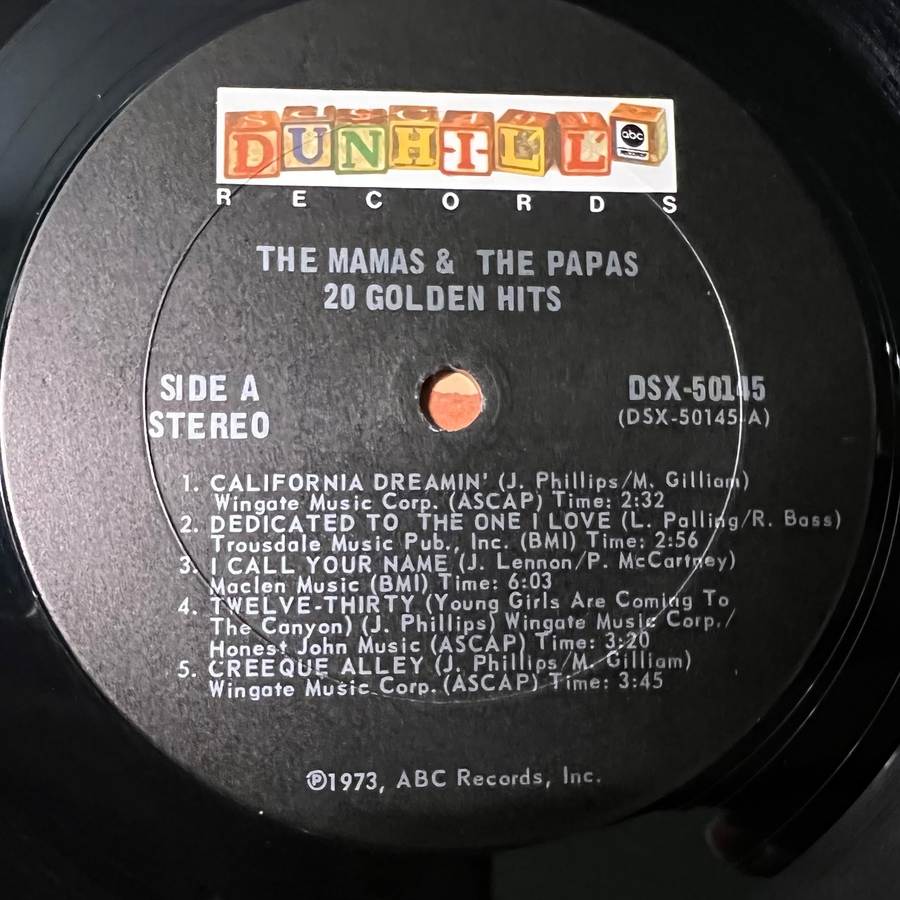 DUNHILL
abc
RECORDS
RECORDS
THE MAMAS & THE PAPAS
20 GOLDEN HITS
SIDE A
STEREO
DSX-50145
(DSX-50145-A)
1. CALIFORNIA DREAMIN' (J. Phillips/M. Gilliam)
Wingate Music Corp. (ASCAP) Time: 2:32
2. DEDICATED TO THE ONE I LOVE (L. Palling/R. Bass)
Trousdale Music Pub., Inc. (BMI) Time: 2:56
3. I CALL YOUR NAME (J. Lennon/P. McCartney)
Maclen Music (BMI) Time: 6:03
4. TWELVE-THIRTY (Young Girls Are Coming To
The Canyon) (J. Phillips) Wingate Music Corp./
Honest John Music (ASCAP) Time: 3:20
5. CREEQUE ALLEY (J. Phillips/M. Gilliam)
Wingate Music Corp. (ASCAP) Time: 3:45
℗1973, ABC Records, Inc.